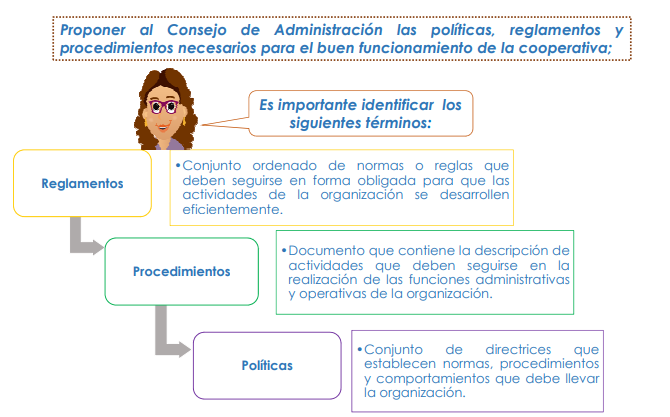 Proponer al Consejo de Administración las políticas, reglamentos y
procedimientos necesarios para el buen funcionamiento de la cooperativa;
Es importante identificar los
siguientes términos:
Reglamentos
•Conjunto ordenado de normas o reglas que
deben seguirse en forma obligada para que las
actividades de la organización se desarrollen
eficientemente.
Procedimientos
•Documento que contiene la descripción de
actividades que deben seguirse en la
realización de las funciones administrativas
y operativas de la organización.
Políticas
•Conjunto de directrices que
establecen normas, procedimientos
y comportamientos que debe llevar
la organización.